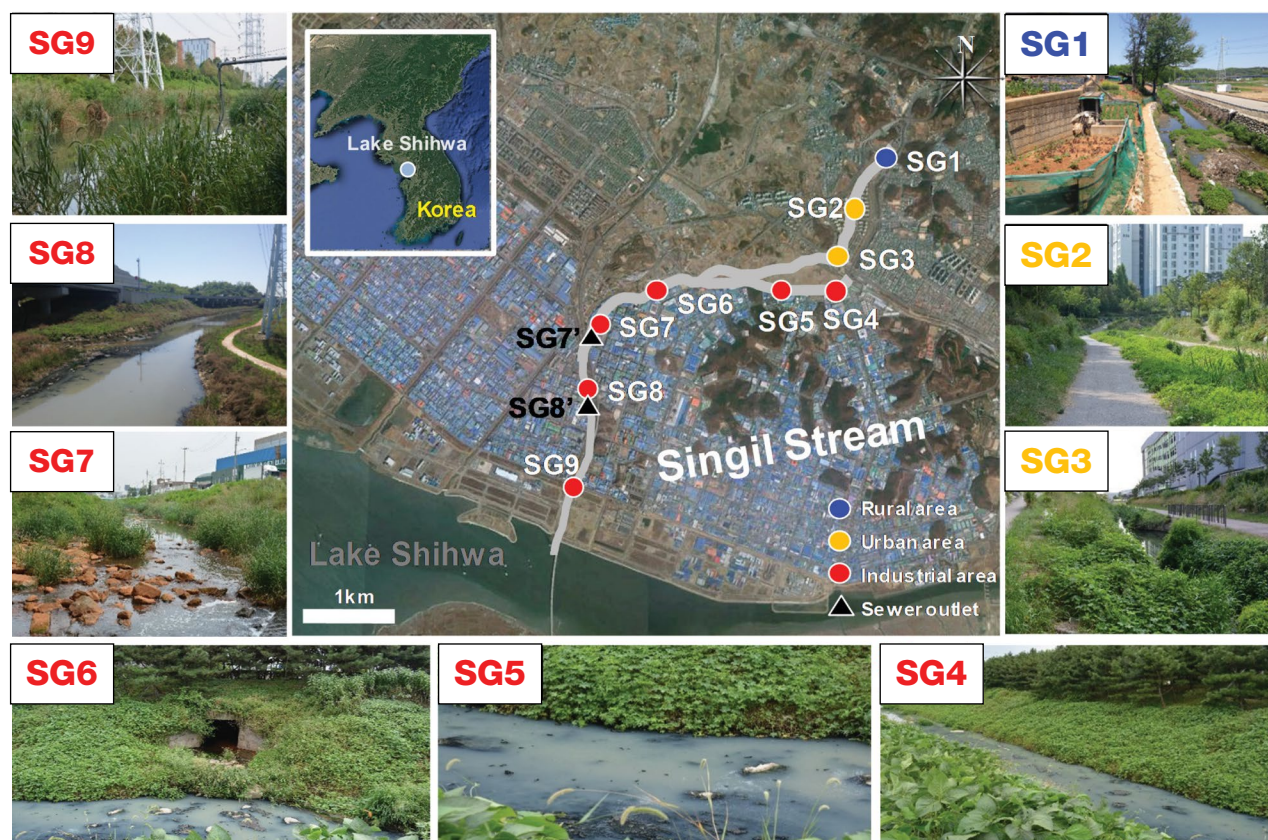 SG9
SG8
SG7
SG6
SG5
SG4
SG1
SG2
SG3
Lake Shihwa
Korea
N
SG1
SG2
SG3
SG6
SG5
SG4
SG7
SG7’
SG8
SG8’
SG9
Singil Stream
Rural area
Urban area
Industrial area
Sewer outlet
Lake Shihwa
1km